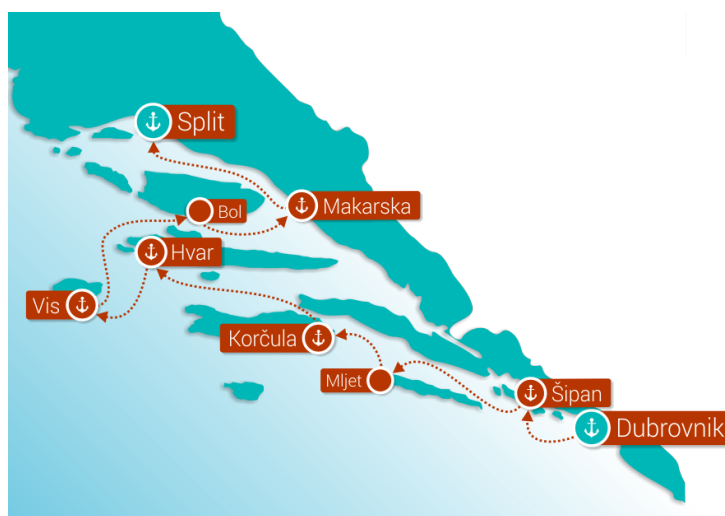 Split
Bol
Makarska
Hvar
Vis
Korčula
Mljet
Šipan
Dubrovnik